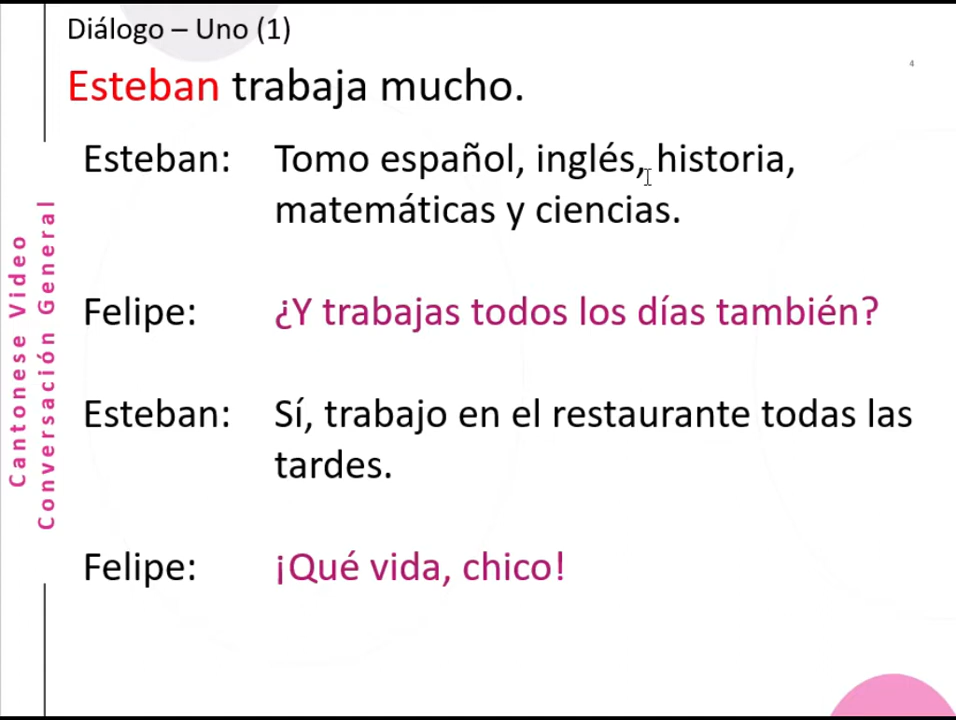 Diálogo – Uno (1)
4
Esteban trabaja mucho.
Esteban: Tomo español, inglés, historia,
matemáticas y ciencias.
Felipe: ¿Y trabajas todos los días también?
Esteban: Sí, trabajo en el restaurante todas las
tardes.
Felipe: ¡Qué vida, chico!
Cantonese Video
Conversación General